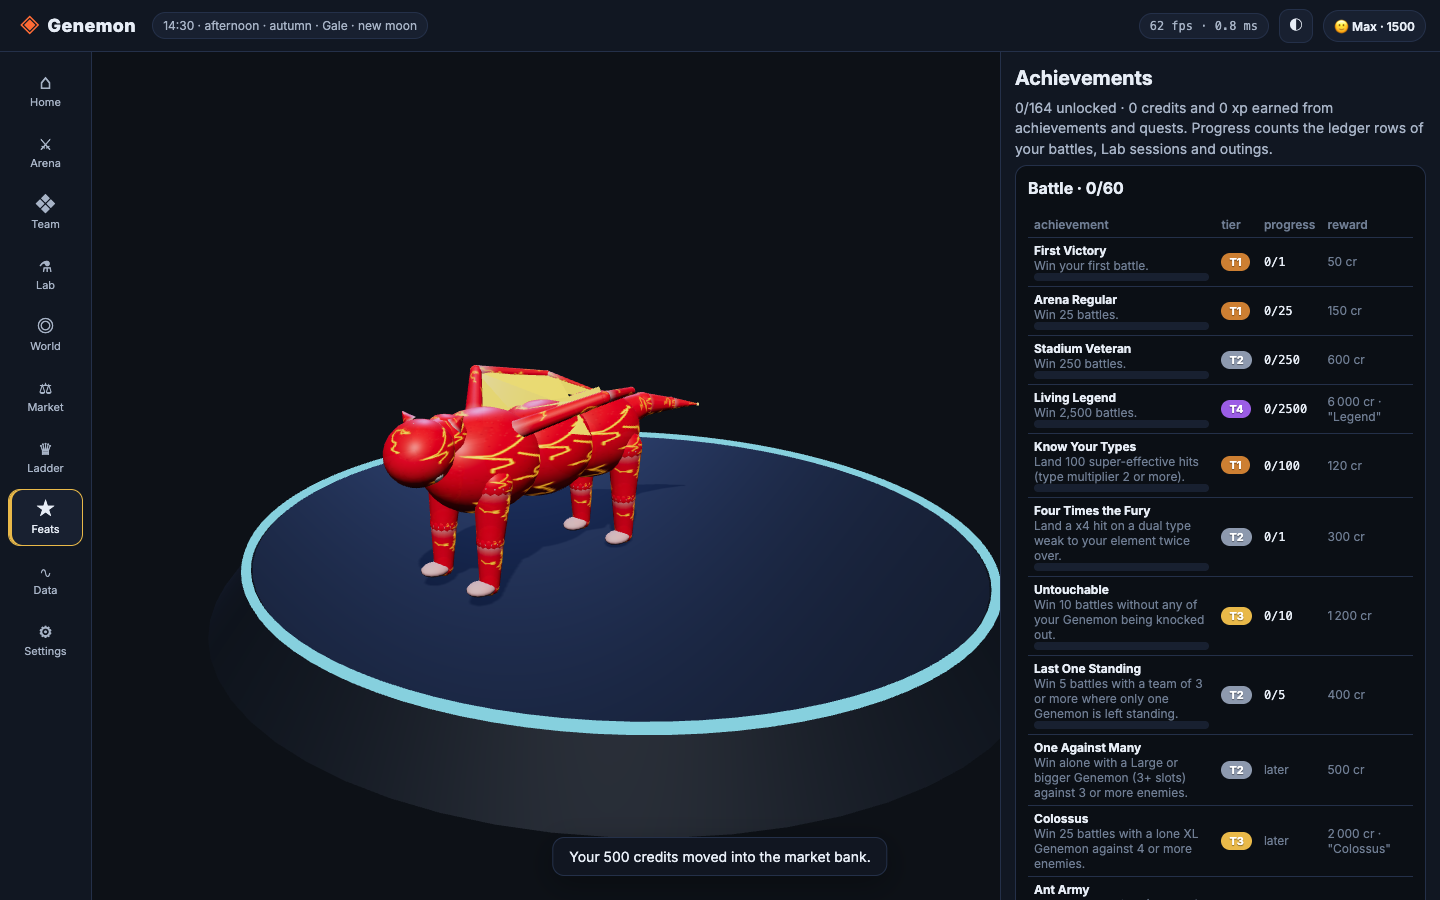 Genemon
14:30 · afternoon · autumn · Gale · new moon
62 fps · 0.8 ms
Max · 1500
Home
Arena
Team
Lab
World
Market
Ladder
Feats
Data
Settings
Your 500 credits moved into the market bank.
Achievements
0/164 unlocked · 0 credits and 0 xp earned from
achievements and quests. Progress counts the ledger rows of
your battles, Lab sessions and outings.
Battle · 0/60
achievement tier progress reward
First Victory
Win your first battle.
T1 0/1 50 cr
Arena Regular
Win 25 battles.
T1 0/25 150 cr
Stadium Veteran
Win 250 battles.
T2 0/250 600 cr
Living Legend
Win 2,500 battles.
T4 0/2500 6 000 cr ·
"Legend"
Know Your Types
Land 100 super-effective hits
(type multiplier 2 or more).
T1 0/100 120 cr
Four Times the Fury
Land a x4 hit on a dual type
weak to your element twice
over.
T2 0/1 300 cr
Untouchable
Win 10 battles without any of
your Genemon being knocked
out.
T3 0/10 1 200 cr
Last One Standing
Win 5 battles with a team of 3
or more where only one
Genemon is left standing.
T2 0/5 400 cr
One Against Many
Win alone with a Large or
bigger Genemon (3+ slots)
against 3 or more enemies.
T2 later 500 cr
Colossus
Win 25 battles with a lone XL
Genemon against 4 or more
enemies.
T3 later 2 000 cr ·
"Colossus"
Ant Army